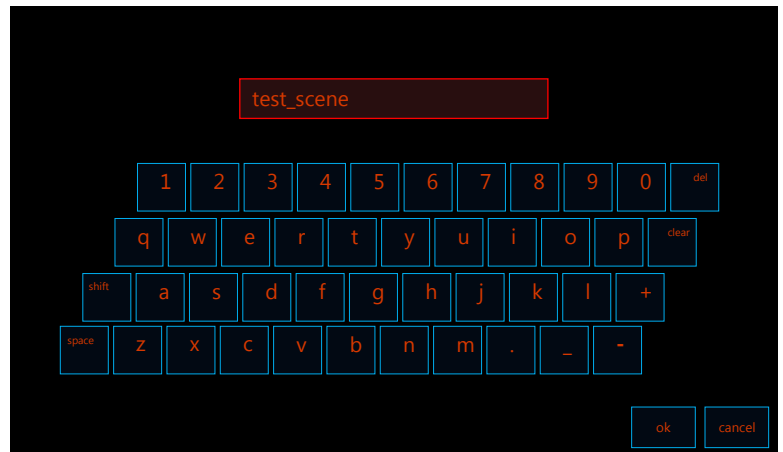 test_scene
1 2 3 4 5 6 7 8 9 0 del
q w e r t y u i o p clear
shift a s d f g h j k l +
space z x c v b n m . _ -
ok cancel